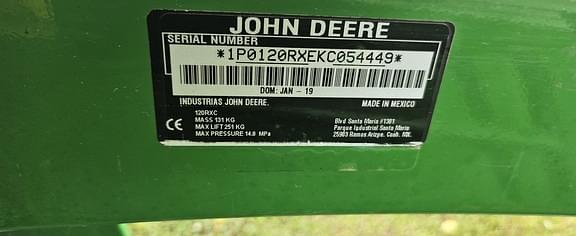 JOHN DEERE
SERIAL NUMBER
*1P0120RXEKC054449*
DOM: JAN - 19
INDUSTRIAS JOHN DEERE. MADE IN MEXICO
120RXC
MASS 131 KG
MAX LIFT 251 KG
MAX PRESSURE 14.8 MPa
CE
Blvd Santa Maria #1301
Parque Industrial Santa Maria
25903 Ramos Arizpe, Coah. MX.